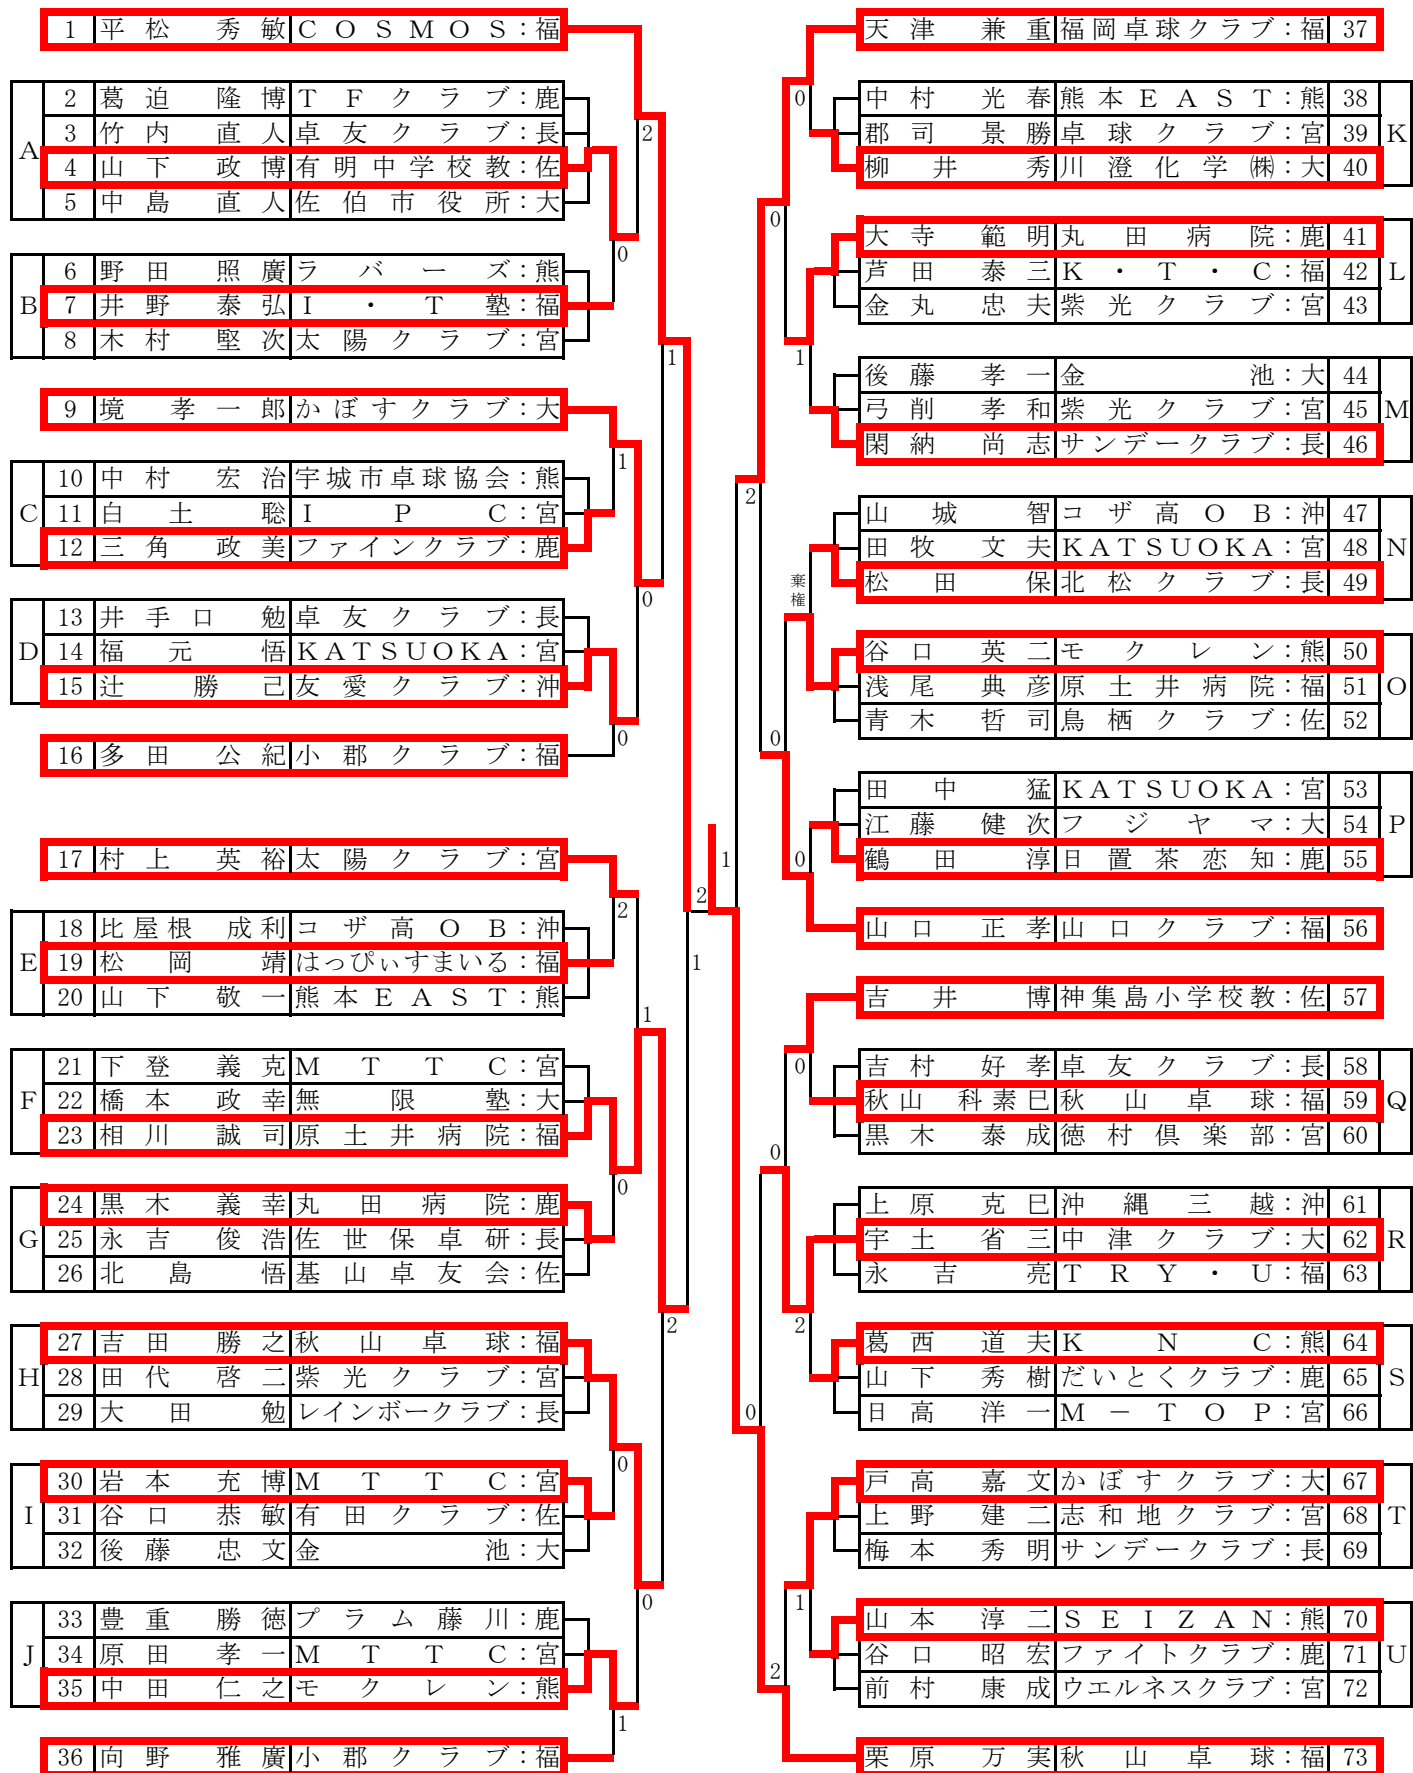 1 平松 秀敏 COSMOS：福
A
2 葛迫 隆博 TFクラブ：鹿
3 竹内 直人 卓友クラブ：長
4 山下 政博 有明中学校教：佐
5 中島 直人 佐伯市役所：大
B
6 野田 照廣 ラバーズ：熊
7 井野 泰弘 I・T塾：福
8 木村 堅次 太陽クラブ：宮
9 境 孝一郎 かぼすクラブ：大
C
10 中村 宏治 宇城市卓球協会：熊
11 白土 聡 IPC：宮
12 三角 政美 ファインクラブ：鹿
D
13 井手口 勉 卓友クラブ：長
14 福元 悟 KATSUOKA：宮
15 辻 勝己 友愛クラブ：沖
16 多田 公紀 小郡クラブ：福
17 村上 英裕 太陽クラブ：宮
E
18 比屋根 成利 コザ高OB：沖
19 松岡 靖 はっぴぃすまいる：福
20 山下 敬一 熊本EAST：熊
F
21 下登 義克 MTTC：宮
22 橋本 政幸 無限塾：大
23 相川 誠司 原土井病院：福
G
24 黒木 義幸 丸田病院：鹿
25 永吉 俊浩 佐世保卓研：長
26 北島 悟 基山卓友会：佐
H
27 吉田 勝之 秋山卓球：福
28 田代 啓二 紫光クラブ：宮
29 大田 勉 レインボークラブ：長
I
30 岩本 充博 MTTC：宮
31 谷口 恭敏 有田クラブ：佐
32 後藤 忠文 金池：大
J
33 豊重 勝徳 プラム藤川：鹿
34 原田 孝一 MTTC：宮
35 中田 仁之 モクレン：熊
36 向野 雅廣 小郡クラブ：福
2
0
1
1
0
0
2
1
0
2
0
0
1
1
2
1
2
天津 兼重 福岡卓球クラブ：福 37
中村 光春 熊本EAST：熊 38
郡司 景勝 卓球クラブ：宮 39
柳井 秀 川澄化学㈱：大 40
K
大寺 範明 丸田病院：鹿 41
芦田 泰三 K・T・C：福 42
金丸 忠夫 紫光クラブ：宮 43
L
後藤 孝一 金池：大 44
弓削 孝和 紫光クラブ：宮 45
閑納 尚志 サンデークラブ：長 46
M
山城 智 コザ高OB：沖 47
田牧 文夫 KATSUOKA：宮 48
松田 保 北松クラブ：長 49
N
谷口 英二 モクレン：熊 50
浅尾 典彦 原土井病院：福 51
青木 哲司 鳥栖クラブ：佐 52
O
田中 猛 KATSUOKA：宮 53
江藤 健次 フジヤマ：大 54
鶴田 淳 日置茶恋知：鹿 55
P
山口 正孝 山口クラブ：福 56
吉井 博 神集島小学校教：佐 57
吉村 好孝 卓友クラブ：長 58
秋山 科素巳 秋山卓球：福 59
黒木 泰成 徳村倶楽部：宮 60
Q
上原 克巳 沖縄三越：沖 61
宇土 省三 中津クラブ：大 62
永吉 亮 TRY・U：福 63
R
葛西 道夫 KNC：熊 64
山下 秀樹 だいとくクラブ：鹿 65
日高 洋一 M－TOP：宮 66
S
戸高 嘉文 かぼすクラブ：大 67
上野 建二 志和地クラブ：宮 68
梅本 秀明 サンデークラブ：長 69
T
山本 淳二 SEIZAN：熊 70
谷口 昭宏 ファイトクラブ：鹿 71
前村 康成 ウエルネスクラブ：宮 72
U
栗原 万実 秋山卓球：福 73
0
0
1
2
棄権
0
0
0
0
2
0
1
2